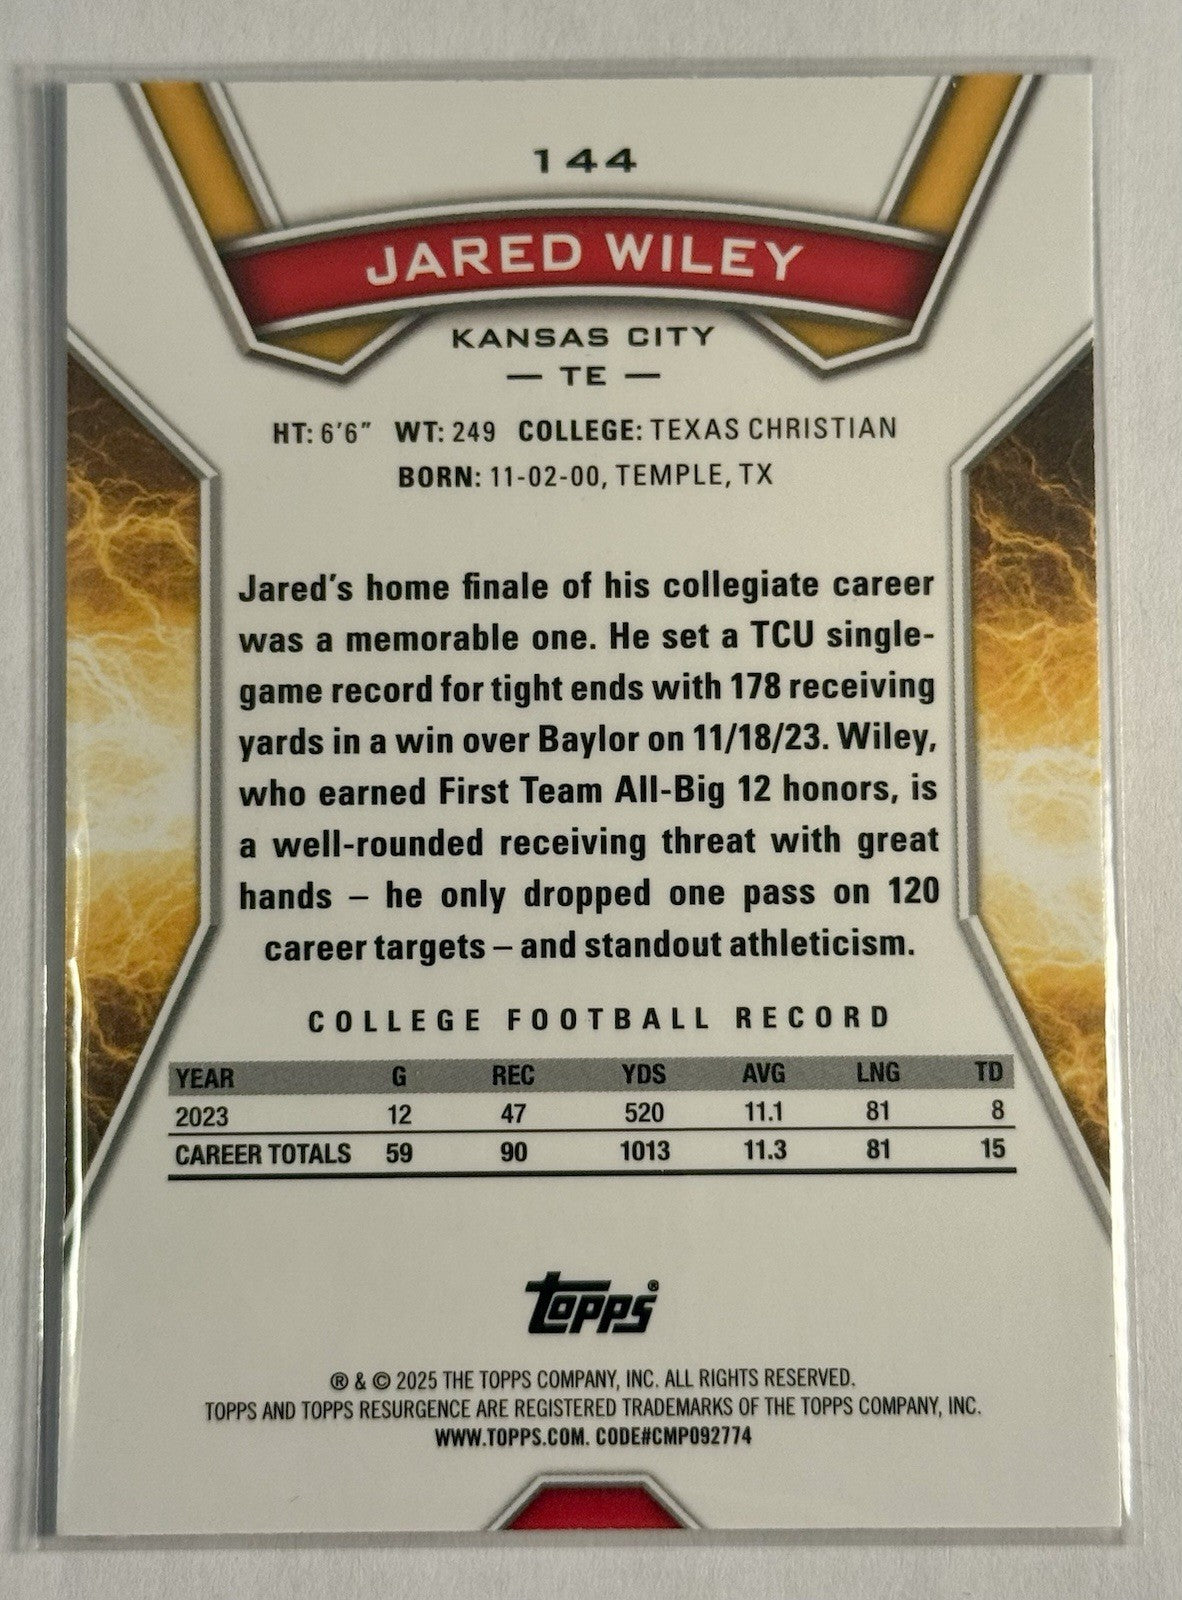 144
JARED WILEY
KANSAS CITY
— TE —
HT: 6'6" WT: 249 COLLEGE: TEXAS CHRISTIAN
BORN: 11-02-00, TEMPLE, TX
Jared's home finale of his collegiate career
was a memorable one. He set a TCU single-
game record for tight ends with 178 receiving
yards in a win over Baylor on 11/18/23. Wiley,
who earned First Team All-Big 12 honors, is
a well-rounded receiving threat with great
hands – he only dropped one pass on 120
career targets – and standout athleticism.
COLLEGE FOOTBALL RECORD
YEAR G REC YDS AVG LNG TD
2023 12 47 520 11.1 81 8
CAREER TOTALS 59 90 1013 11.3 81 15
topps®
® & © 2025 THE TOPPS COMPANY, INC. ALL RIGHTS RESERVED.
TOPPS AND TOPPS RESURGENCE ARE REGISTERED TRADEMARKS OF THE TOPPS COMPANY, INC.
WWW.TOPPS.COM. CODE#CMP092774